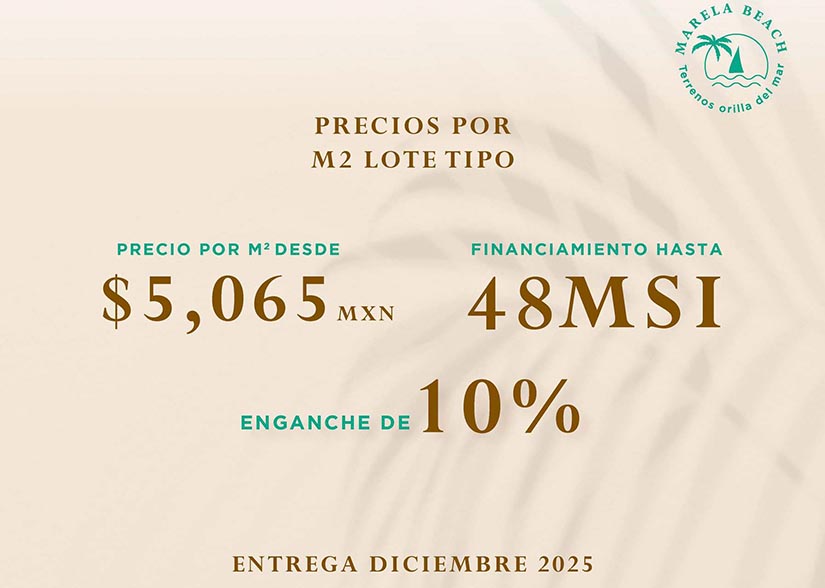 MARELA BEACH
Terrenos orilla del mar
PRECIOS POR
M2 LOTE TIPO
PRECIO POR M² DESDE
$5,065 MXN
FINANCIAMIENTO HASTA
48MSI
ENGANCHE DE 10%
ENTREGA DICIEMBRE 2025